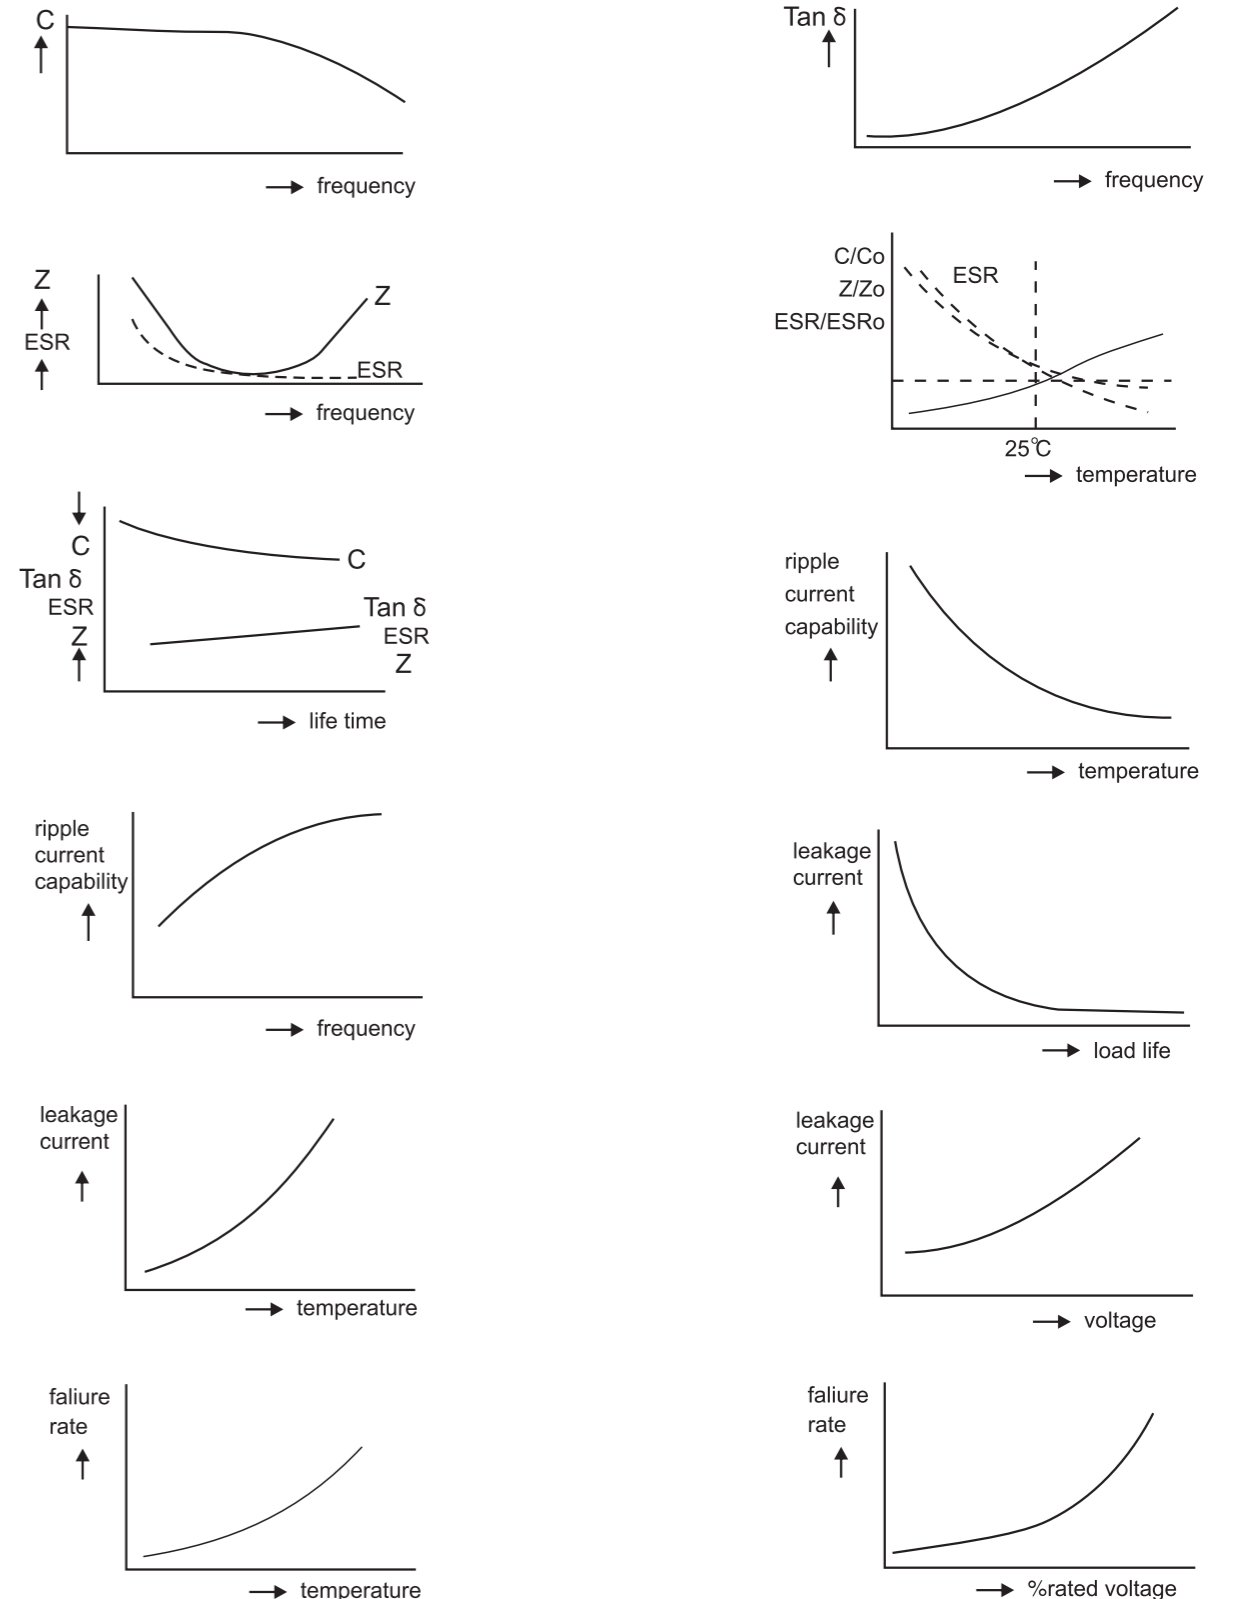 C
frequency
Tan δ
frequency
Z
ESR
Z
ESR
frequency
C/Co
Z/Zo
ESR/ESRo
ESR
25°C
temperature
C
Tan δ
ESR
Z
C
Tan δ
ESR
Z
life time
ripple
current
capability
temperature
ripple
current
capability
frequency
leakage
current
load life
leakage
current
temperature
leakage
current
voltage
faliure
rate
temperature
faliure
rate
%rated voltage